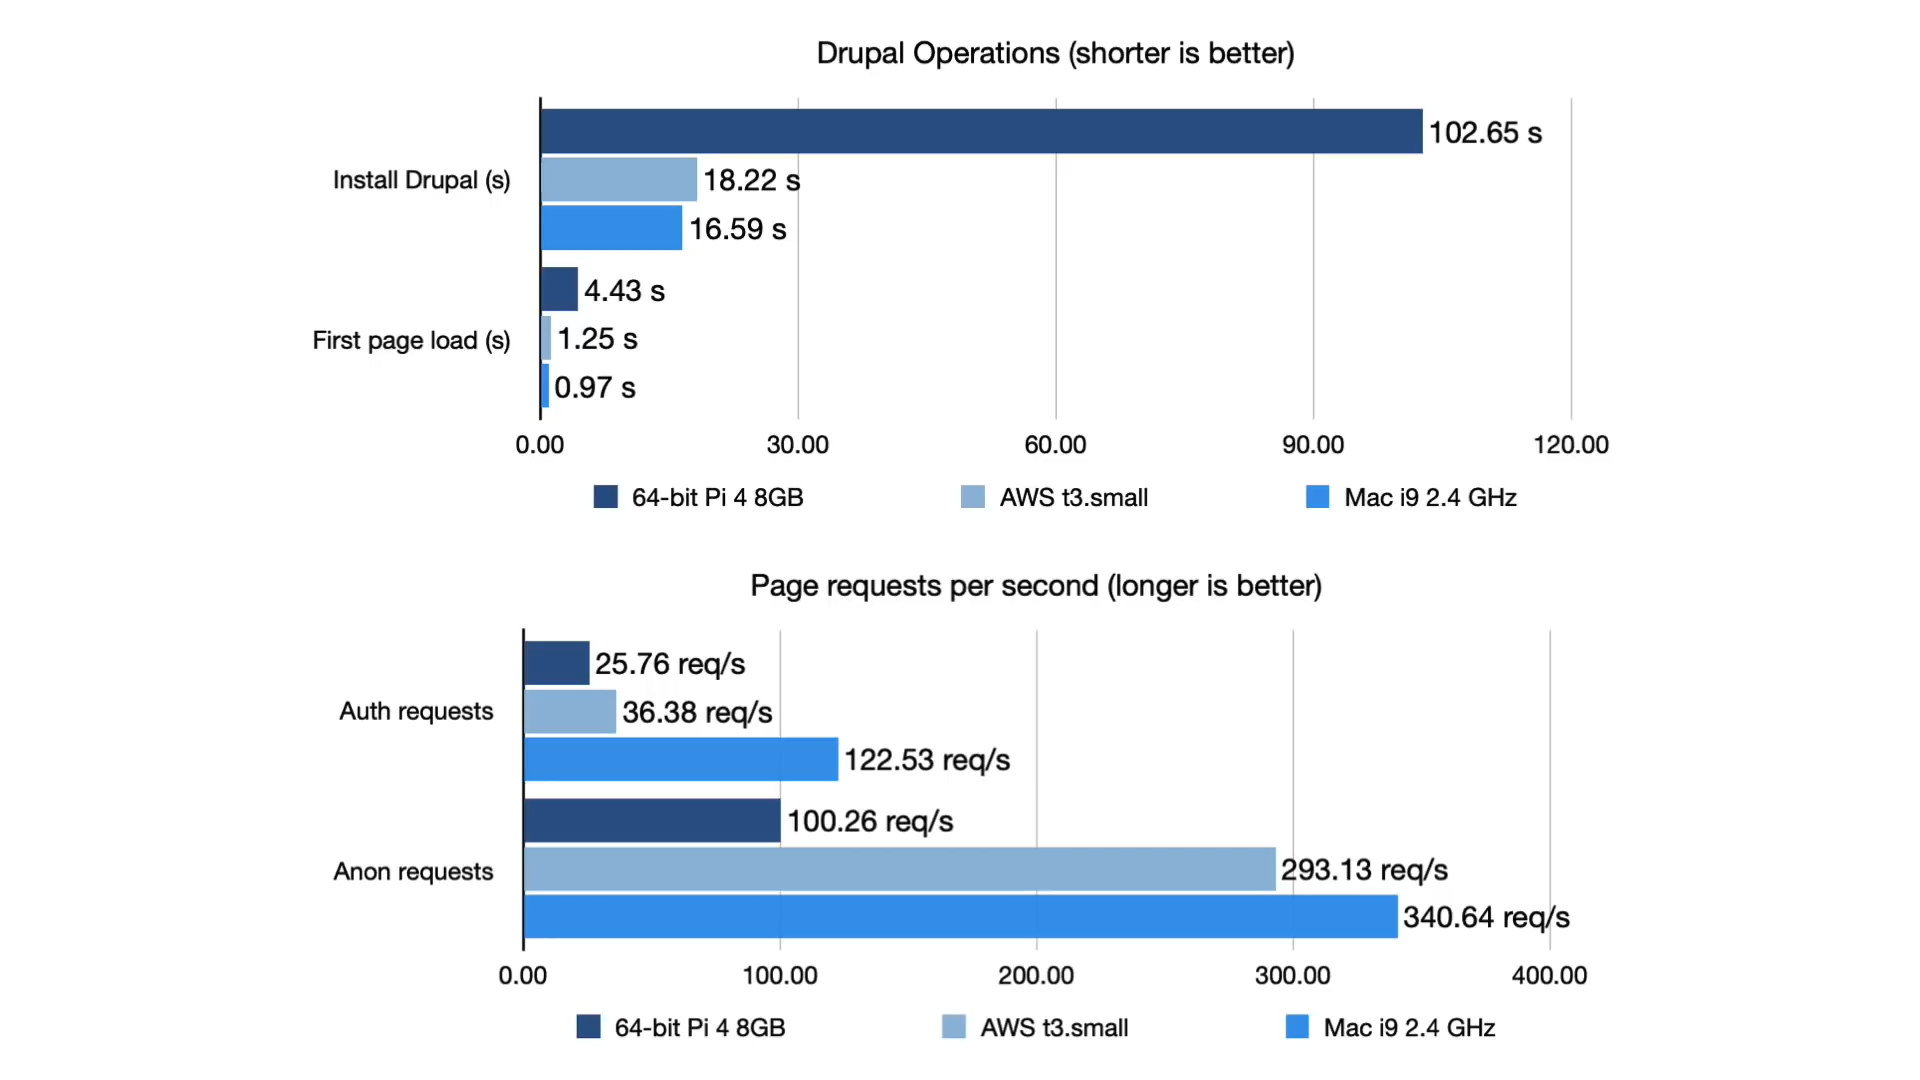 Drupal Operations (shorter is better)
102.65 s
Install Drupal (s)
18.22 s
16.59 s
4.43 s
First page load (s)
1.25 s
0.97 s
0.00 30.00 60.00 90.00 120.00
64-bit Pi 4 8GB AWS t3.small Mac i9 2.4 GHz
Page requests per second (longer is better)
25.76 req/s
Auth requests
36.38 req/s
122.53 req/s
100.26 req/s
Anon requests
293.13 req/s
340.64 req/s
0.00 100.00 200.00 300.00 400.00
64-bit Pi 4 8GB AWS t3.small Mac i9 2.4 GHz